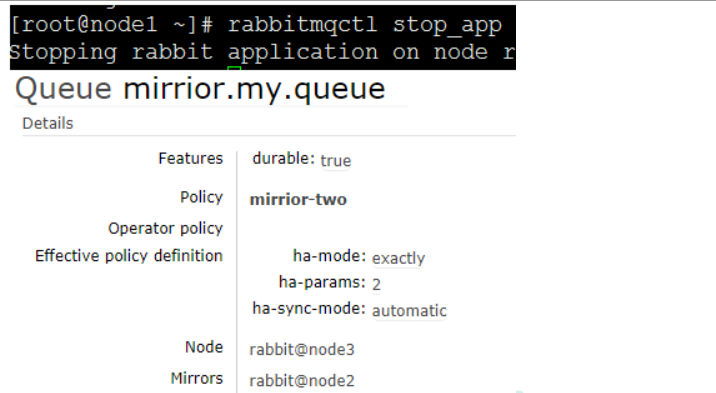 [root@node1 ~]# rabbitmqctl stop_app
Stopping rabbit application on node r
Queue mirrior.my.queue
Details
Features durable: true
Policy mirrior-two
Operator policy
Effective policy definition ha-mode: exactly
ha-params: 2
ha-sync-mode: automatic
Node rabbit@node3
Mirrors rabbit@node2